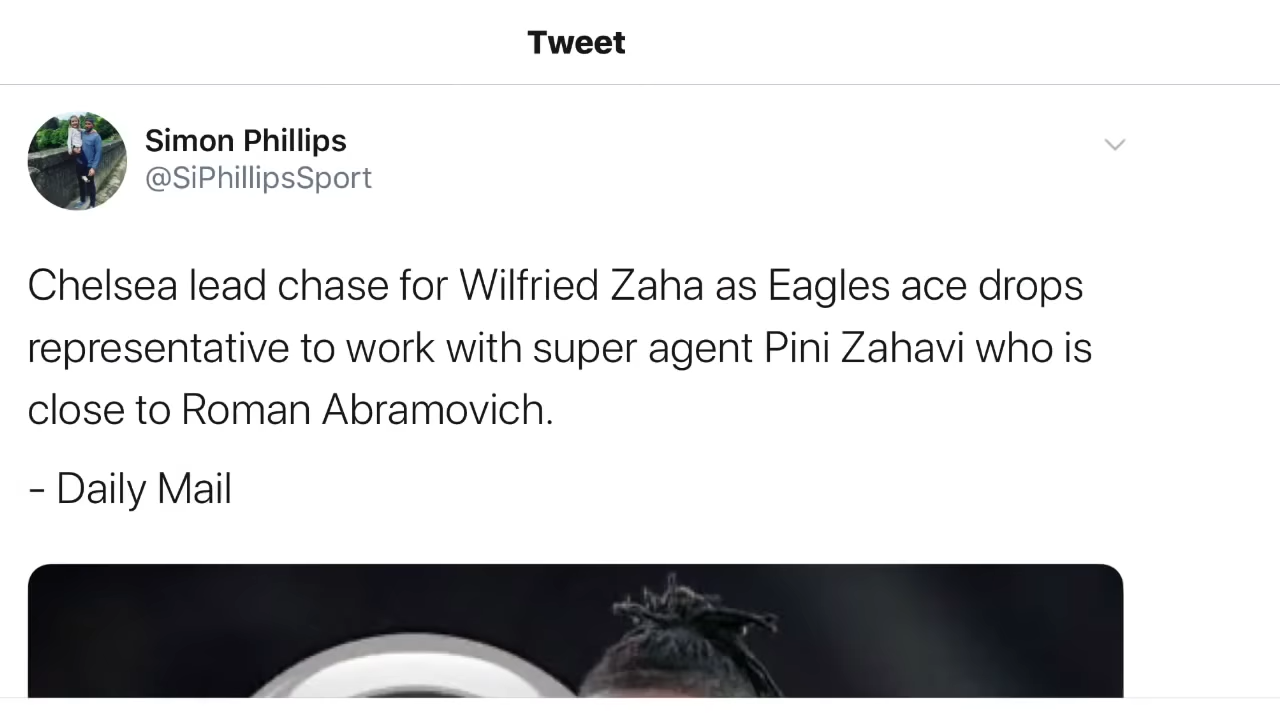 Tweet
Simon Phillips
@SiPhillipsSport
Chelsea lead chase for Wilfried Zaha as Eagles ace drops
representative to work with super agent Pini Zahavi who is
close to Roman Abramovich.
- Daily Mail